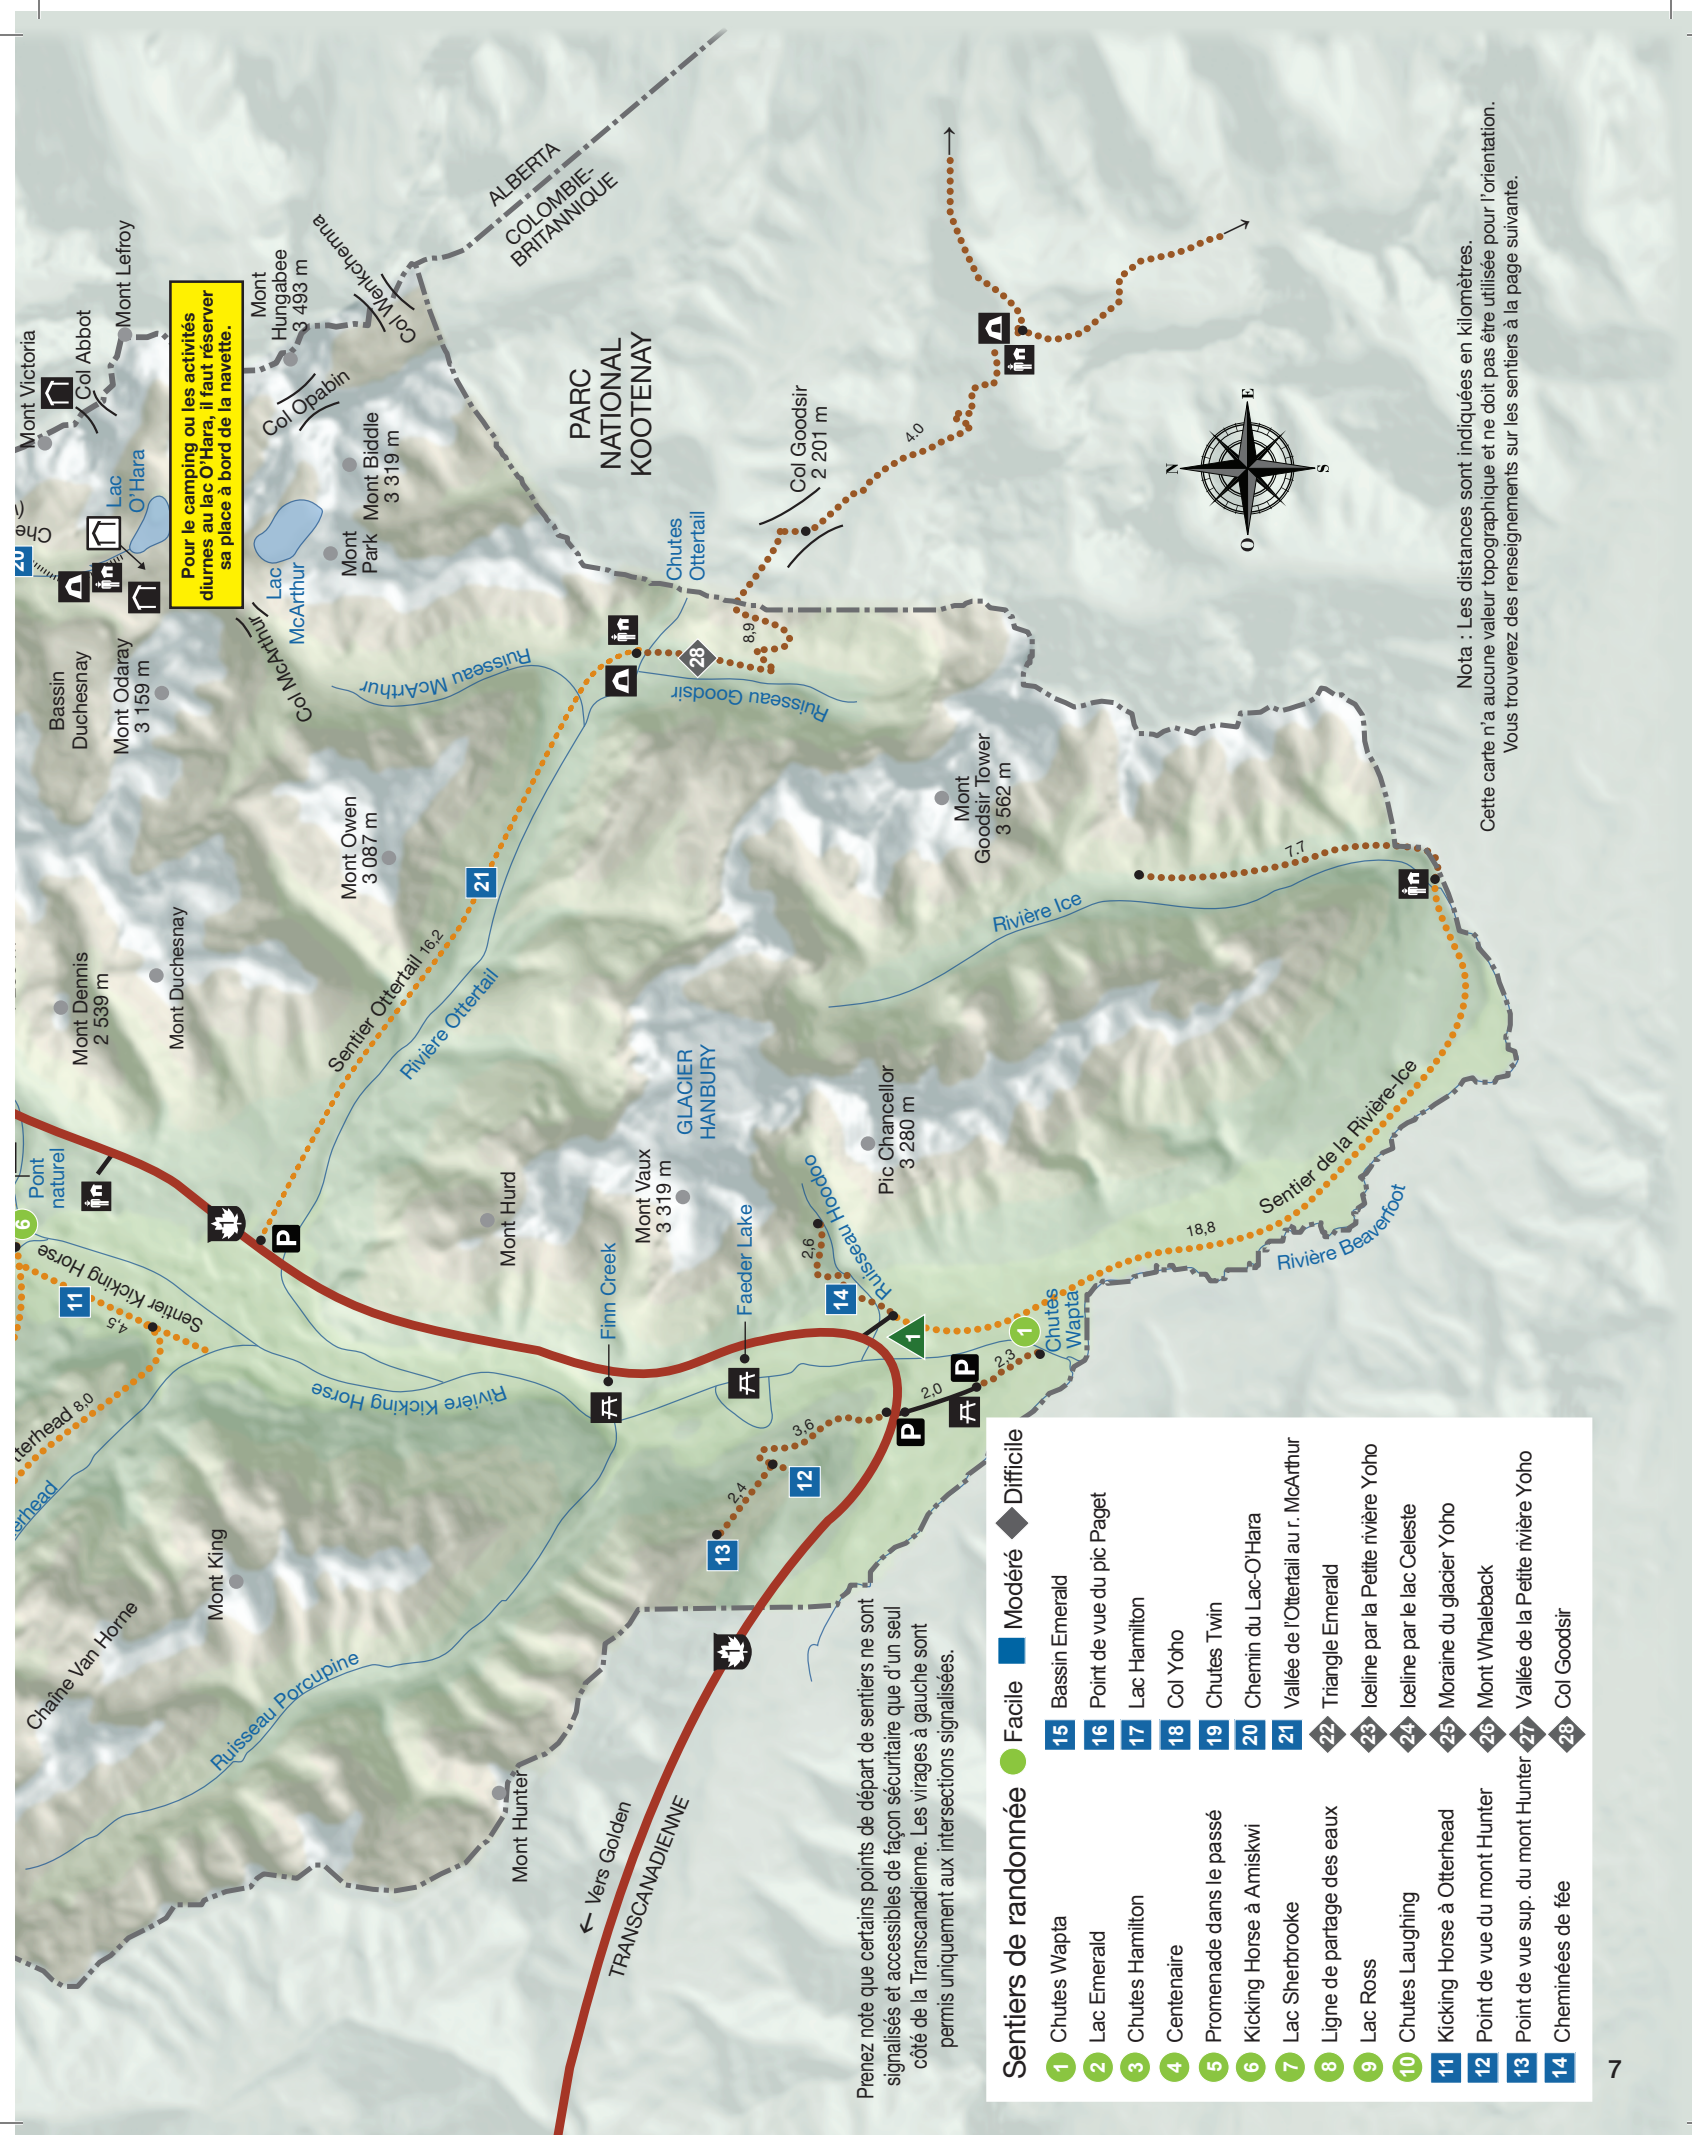 Mont Victoria
Col Abbot
Mont Lefroy
Lac
O'Hara
20
Pour le camping ou les activités
diurnes au lac O'Hara, il faut réserver
sa place à bord de la navette.
Mont
Hungabee
3 493 m
Col Wenkchemna
Col Opabin
ALBERTA
COLOMBIE-
BRITANNIQUE
Mont Biddle
3 319 m
Mont
Park
Lac
McArthur
Col McArthur
Bassin
Duchesnay
Mont Odaray
3 159 m
PARC
NATIONAL
KOOTENAY
Chutes
Ottertail
Col Goodsir
2 201 m
4.0
8,9
28
Ruisseau McArthur
Ruisseau Goodsir
N
E
S
O
Mont Owen
3 087 m
21
Mont Dennis
2 539 m
Mont Duchesnay
Sentier Ottertail 16,2
Rivière Ottertail
Mont
Goodsir Tower
3 562 m
Rivière Ice
7.7
GLACIER
HANBURY
Pic Chancellor
3 280 m
Mont Vaux
3 319 m
Mont Hurd
Pont
naturel
6
1
P
Sentier Kicking Horse
11
4,5
Rivière Kicking Horse
tterhead 8,0
erhead
Finn Creek
Faeder Lake
Ruisseau Hoodoo
2,6
14
1
1
Chutes
Wapta
2,3
P
2,0
P
3,6
12
2,4
13
18,8
Sentier de la Rivière-Ice
Rivière Beaverfoot
Mont King
Chaîne Van Horne
Ruisseau Porcupine
Mont Hunter
1
← Vers Golden
TRANSCANADIENNE
Prenez note que certains points de départ de sentiers ne sont
signalisés et accessibles de façon sécuritaire que d'un seul
côté de la Transcanadienne. Les virages à gauche sont
permis uniquement aux intersections signalisées.
Nota : Les distances sont indiquées en kilomètres.
Cette carte n'a aucune valeur topographique et ne doit pas être utilisée pour l'orientation.
Vous trouverez des renseignements sur les sentiers à la page suivante.
Sentiers de randonnée Facile Modéré Difficile
1 Chutes Wapta
2 Lac Emerald
3 Chutes Hamilton
4 Centenaire
5 Promenade dans le passé
6 Kicking Horse à Amiskwi
7 Lac Sherbrooke
8 Ligne de partage des eaux
9 Lac Ross
10 Chutes Laughing
11 Kicking Horse à Otterhead
12 Point de vue du mont Hunter
13 Point de vue sup. du mont Hunter
14 Cheminées de fée
15 Bassin Emerald
16 Point de vue du pic Paget
17 Lac Hamilton
18 Col Yoho
19 Chutes Twin
20 Chemin du Lac-O'Hara
21 Vallée de l'Ottertail au r. McArthur
22 Triangle Emerald
23 Iceline par la Petite rivière Yoho
24 Iceline par le lac Celeste
25 Moraine du glacier Yoho
26 Mont Whaleback
27 Vallée de la Petite rivière Yoho
28 Col Goodsir
7